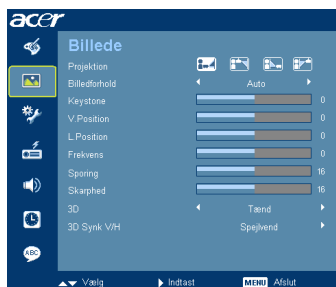 acer
Billede
Projektion
Billedforhold Auto
Keystone 0
V.Position 0
L.Position 0
Frekvens 0
Sporing 16
Skarphed 16
3D Tænd
3D Synk V/H Spejlvend
ABC
Vælg Indtast MENU Afslut